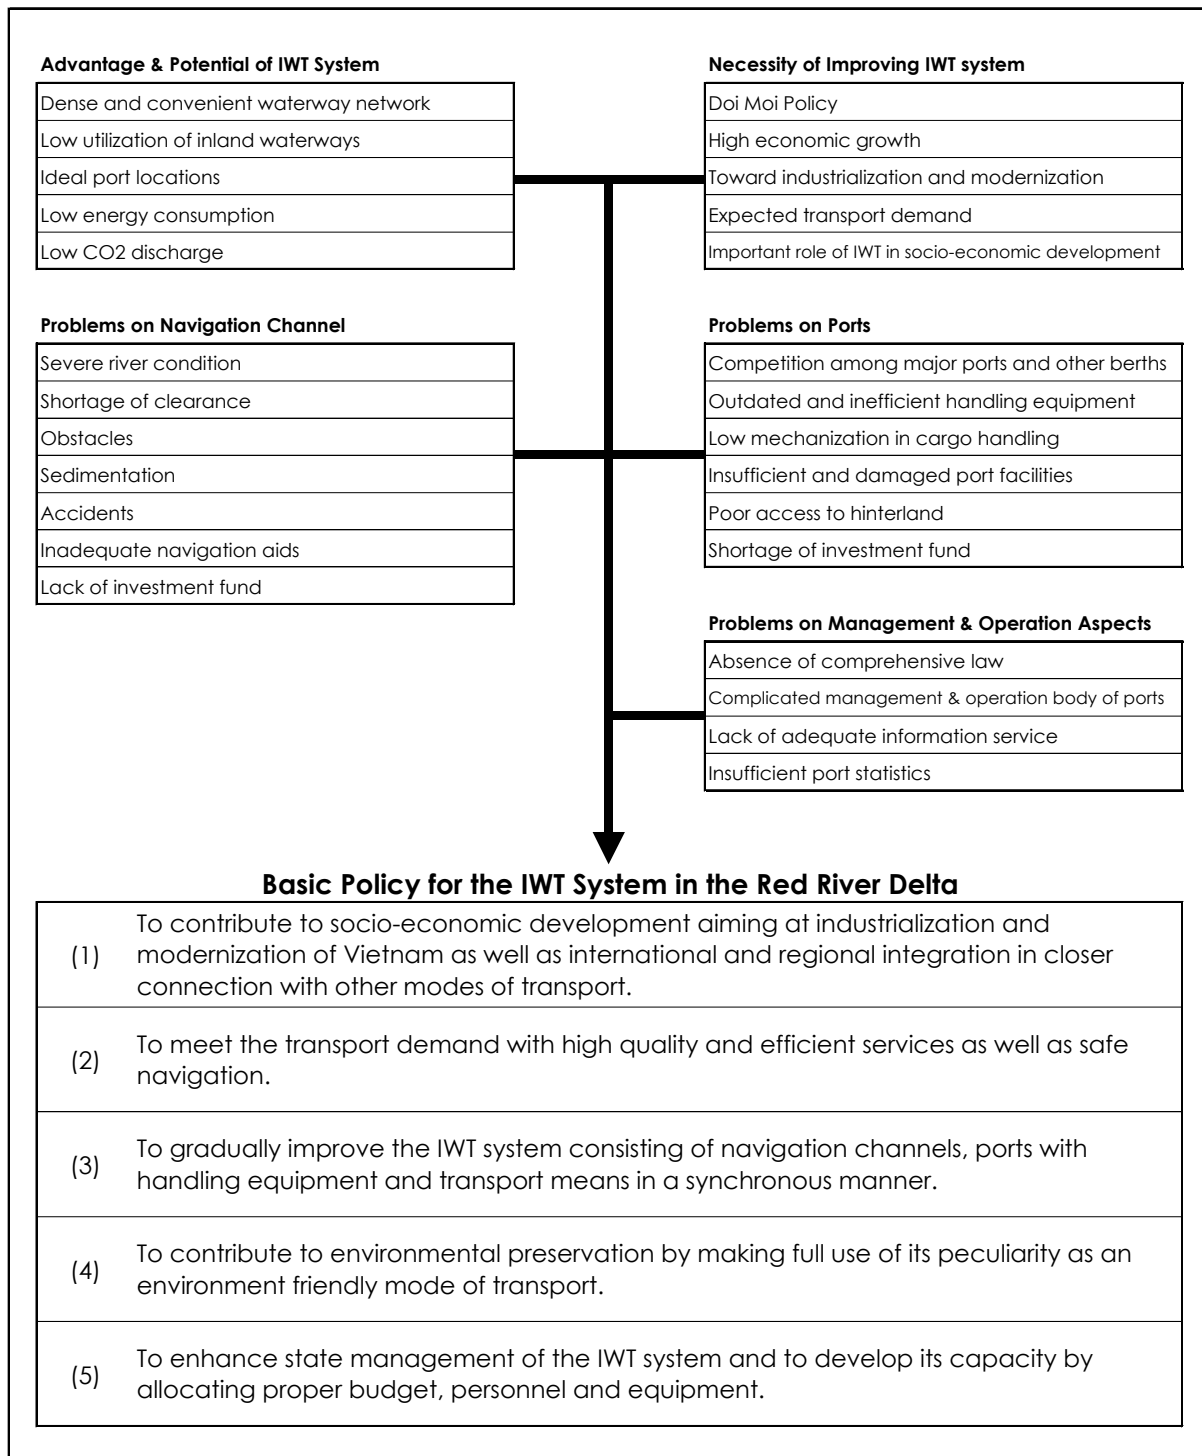 Advantage & Potential of IWT System
Dense and convenient waterway network
Low utilization of inland waterways
Ideal port locations
Low energy consumption
Low CO2 discharge
Necessity of Improving IWT system
Doi Moi Policy
High economic growth
Toward industrialization and modernization
Expected transport demand
Important role of IWT in socio-economic development
Problems on Navigation Channel
Severe river condition
Shortage of clearance
Obstacles
Sedimentation
Accidents
Inadequate navigation aids
Lack of investment fund
Problems on Ports
Competition among major ports and other berths
Outdated and inefficient handling equipment
Low mechanization in cargo handling
Insufficient and damaged port facilities
Poor access to hinterland
Shortage of investment fund
Problems on Management & Operation Aspects
Absence of comprehensive law
Complicated management & operation body of ports
Lack of adequate information service
Insufficient port statistics
Basic Policy for the IWT System in the Red River Delta
(1)
To contribute to socio-economic development aiming at industrialization and
modernization of Vietnam as well as international and regional integration in closer
connection with other modes of transport.
(2)
To meet the transport demand with high quality and efficient services as well as safe
navigation.
(3)
To gradually improve the IWT system consisting of navigation channels, ports with
handling equipment and transport means in a synchronous manner.
(4)
To contribute to environmental preservation by making full use of its peculiarity as an
environment friendly mode of transport.
(5)
To enhance state management of the IWT system and to develop its capacity by
allocating proper budget, personnel and equipment.